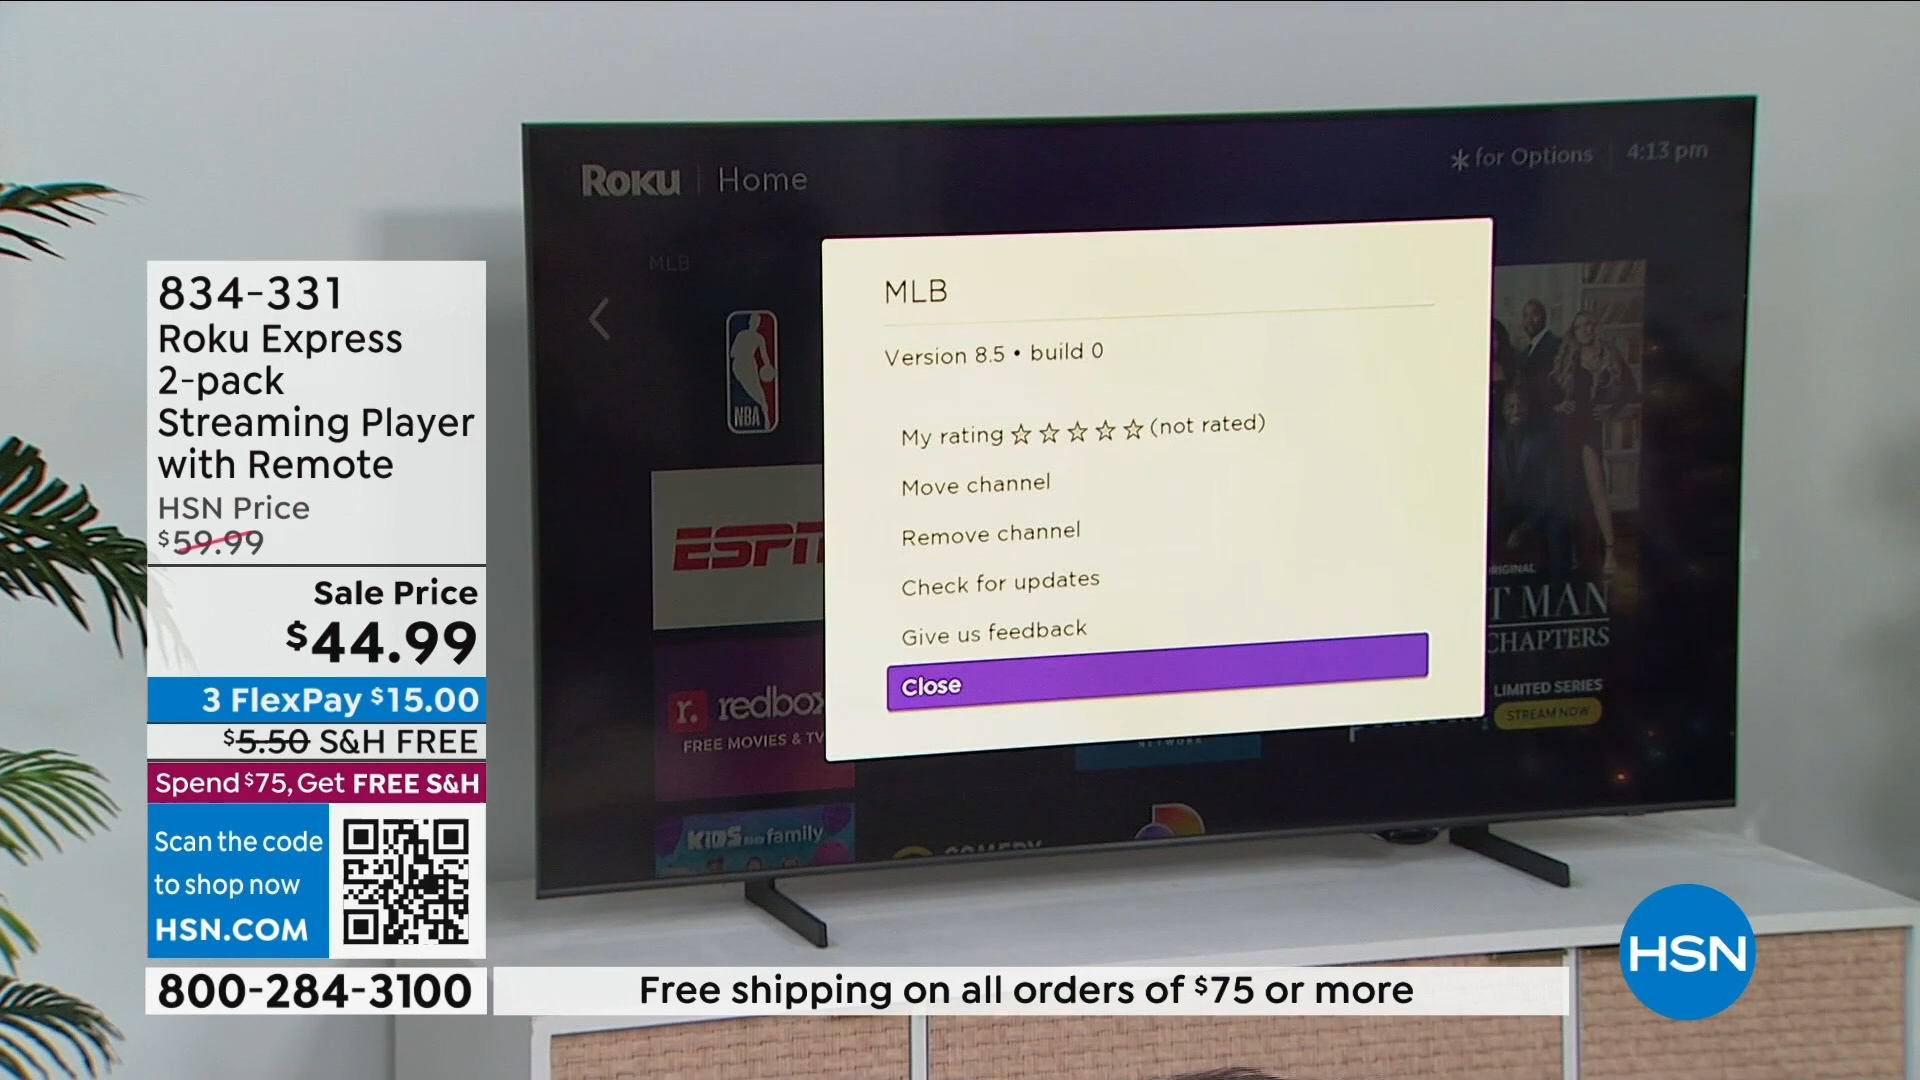 834-331
Roku Express
2-pack
Streaming Player
with Remote
HSN Price
$59.99
Sale Price
$44.99
3 FlexPay $15.00
$5.50 S&H FREE
Spend $75, Get FREE S&H
Scan the code
to shop now
HSN.COM
800-284-3100
Free shipping on all orders of $75 or more
HSN
Roku | Home
* for Options | 4:13 pm
MLB
NBA
ESPN
r. redbox
FREE MOVIES & TV
KIDS AND family
COMEDY
NETWORK
MLB
Version 8.5 • build 0
My rating ☆ ☆ ☆ ☆ ☆ (not rated)
Move channel
Remove channel
Check for updates
Give us feedback
Close
ORIGINAL
T MAN
CHAPTERS
LIMITED SERIES
STREAM NOW